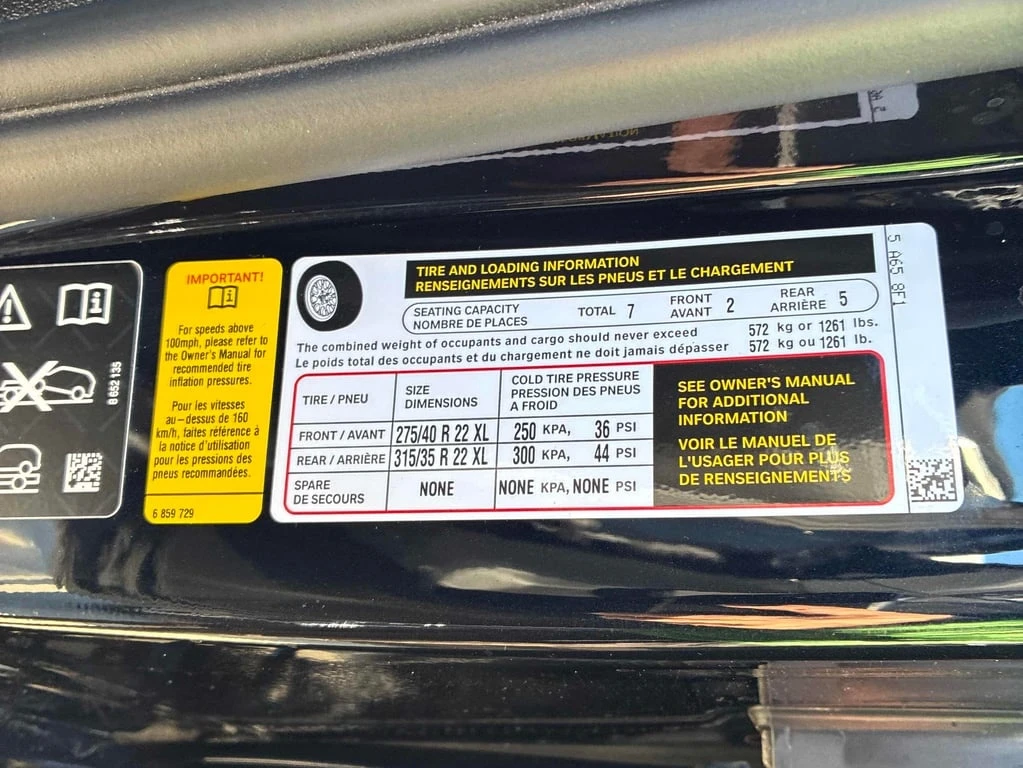 8 652 135
IMPORTANT!
For speeds above
100mph, please refer to
the Owner's Manual for
recommended tire
inflation pressures.
Pour les vitesses
au-dessus de 160
km/h, faites référence à
la notice d'utilisation
pour les pressions des
pneus recommandées.
6 859 729
TIRE AND LOADING INFORMATION
RENSEIGNEMENTS SUR LES PNEUS ET LE CHARGEMENT
SEATING CAPACITY
NOMBRE DE PLACES
TOTAL 7
FRONT
AVANT 2
REAR
ARRIÈRE 5
The combined weight of occupants and cargo should never exceed 572 kg or 1261 lbs.
Le poids total des occupants et du chargement ne doit jamais dépasser 572 kg ou 1261 lb.
TIRE / PNEU
SIZE
DIMENSIONS
COLD TIRE PRESSURE
PRESSION DES PNEUS
A FROID
FRONT / AVANT 275/40 R 22 XL 250 KPA, 36 PSI
REAR / ARRIÈRE 315/35 R 22 XL 300 KPA, 44 PSI
SPARE
DE SECOURS
NONE NONE KPA, NONE PSI
SEE OWNER'S MANUAL
FOR ADDITIONAL
INFORMATION
VOIR LE MANUEL DE
L'USAGER POUR PLUS
DE RENSEIGNEMENTS
5 A65 8F1